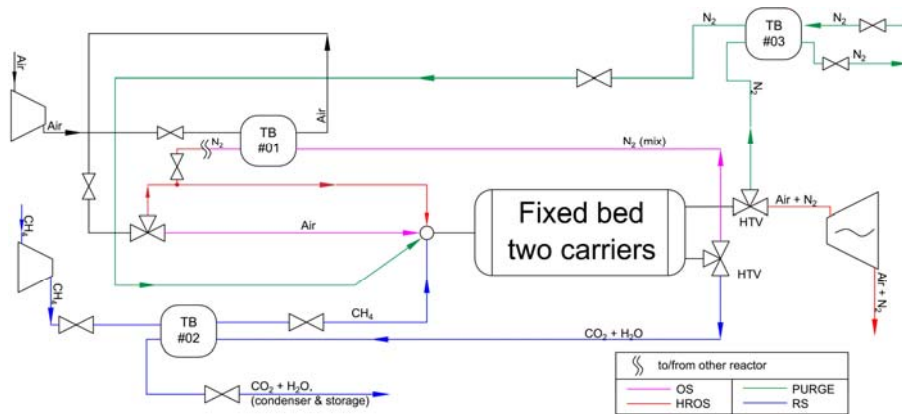 N₂
TB
#03
N₂
N₂
N₂
Air
Air
Air
TB
#01
N₂
N₂ (mix)
Air
Fixed bed
two carriers
HTV
Air + N₂
HTV
Air + N₂
CH₄
CH₄
CH₄
TB
#02
CO₂ + H₂O
CO₂ + H₂O,
(condenser & storage)
to/from other reactor
OS
PURGE
HROS
RS